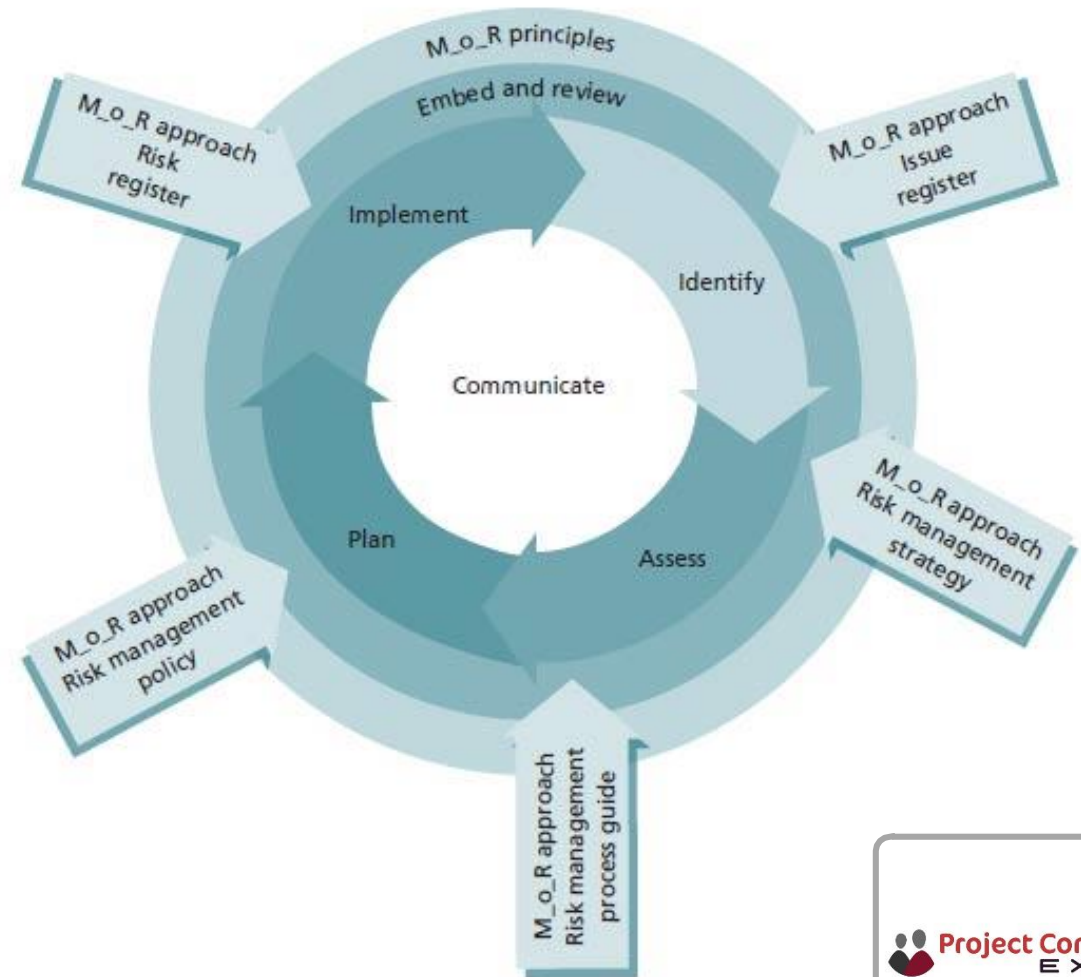 M_o_R principles
Embed and review
M_o_R approach
Risk
register
M_o_R approach
Issue
register
Implement
Identify
Communicate
Plan
Assess
M_o_R approach
Risk management
strategy
M_o_R approach
Risk management
policy
M_o_R approach
Risk management
process guide
Project